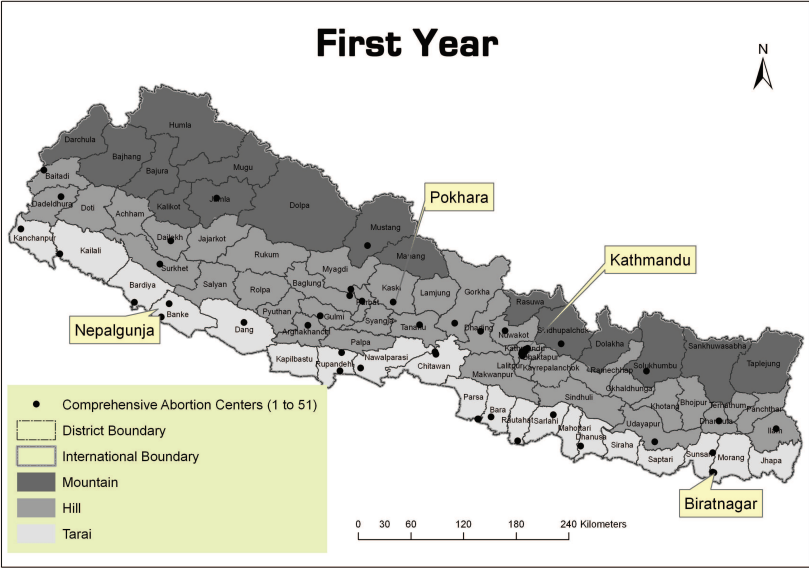 First Year
N
Humla
Darchula
Bajhang
Mugu
Bajura
Baitadi
Jumla
Dolpa
Pokhara
Dadeldhura
Doti
Achham
Kalikot
Mustang
Kanchanpur
Dailekh
Jajarkot
Manang
Kathmandu
Kailali
Rukum
Surkhet
Myagdi
Gorkha
Bardiya
Salyan
Rolpa
Baglung
Kaski
Lamjung
Rasuwa
Banke
Pyuthan
Gulmi
Parbat
Syangja
Nepalgunja
Dang
Arghakhanchi
Tanahu
Dhading
Nuwakot
Sindhupalchok
Dolakha
Sankhuwasabha
Kapilbastu
Palpa
Kathmandu
Bhaktapur
Taplejung
Rupandehi
Nawalparasi
Chitawan
Lalitpur
Kavrepalanchok
Ramechhap
Solukhumbu
Makwanpur
Okhaldhunga
Parsa
Sindhuli
Khotang
Bhojpur
Terhathum
Panchthar
Bara
Rautahat
Sarlahi
Mahottari
Udayapur
Dhankuta
Ilam
Dhanusa
Siraha
Saptari
Sunsari
Morang
Jhapa
Biratnagar
Comprehensive Abortion Centers (1 to 51)
District Boundary
International Boundary
Mountain
Hill
Tarai
0 30 60 120 180 240 Kilometers